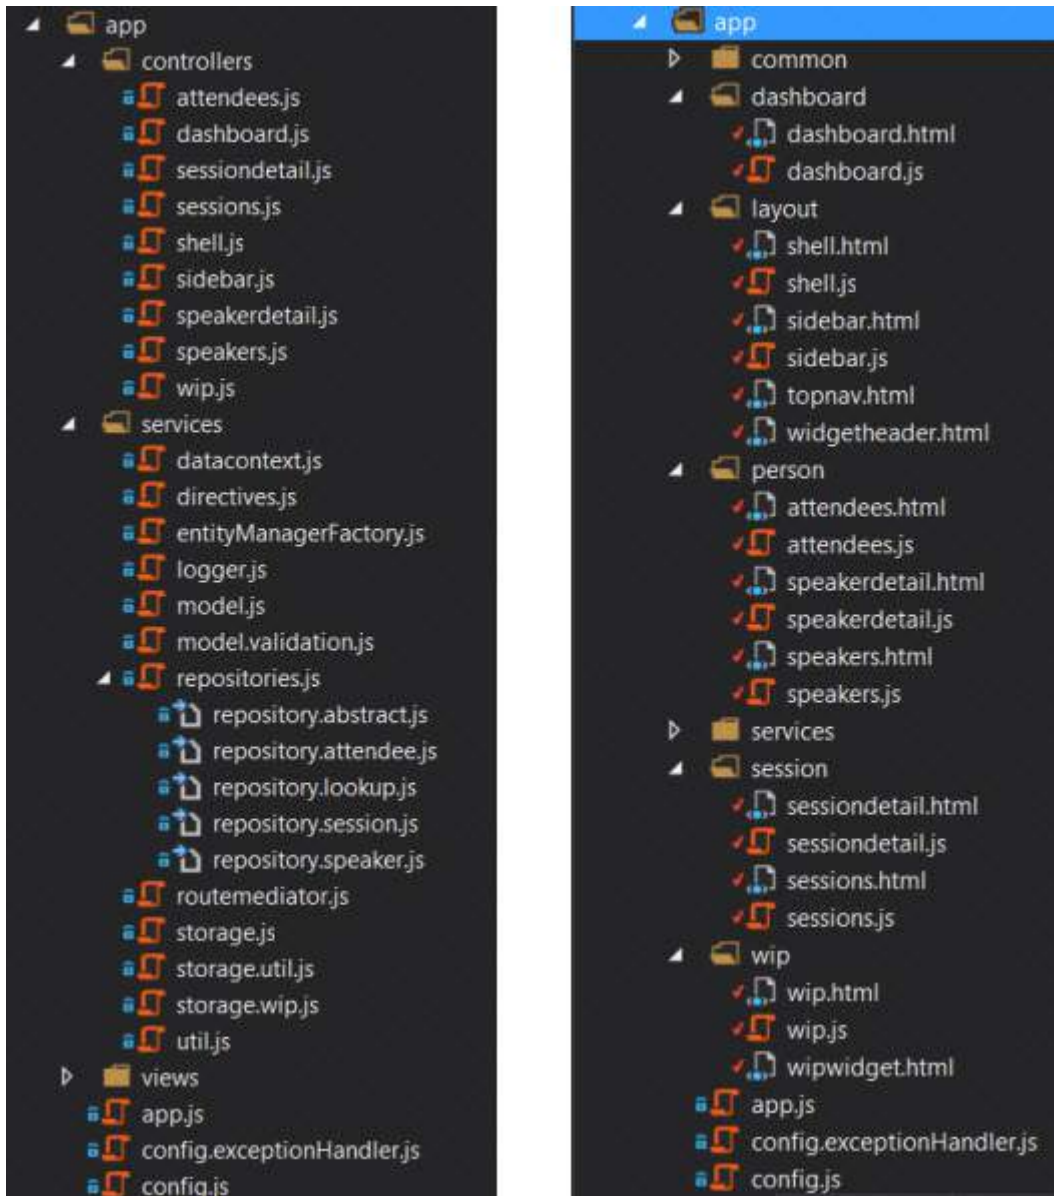 app
controllers
attendees.js
dashboard.js
sessiondetail.js
sessions.js
shell.js
sidebar.js
speakerdetail.js
speakers.js
wip.js
services
datacontext.js
directives.js
entityManagerFactory.js
logger.js
model.js
model.validation.js
repositories.js
repository.abstract.js
repository.attendee.js
repository.lookup.js
repository.session.js
repository.speaker.js
routemediator.js
storage.js
storage.util.js
storage.wip.js
util.js
views
app.js
config.exceptionHandler.js
config.js
app
common
dashboard
dashboard.html
dashboard.js
layout
shell.html
shell.js
sidebar.html
sidebar.js
topnav.html
widgetheader.html
person
attendees.html
attendees.js
speakerdetail.html
speakerdetail.js
speakers.html
speakers.js
services
session
sessiondetail.html
sessiondetail.js
sessions.html
sessions.js
wip
wip.html
wip.js
wipwidget.html
app.js
config.exceptionHandler.js
config.js